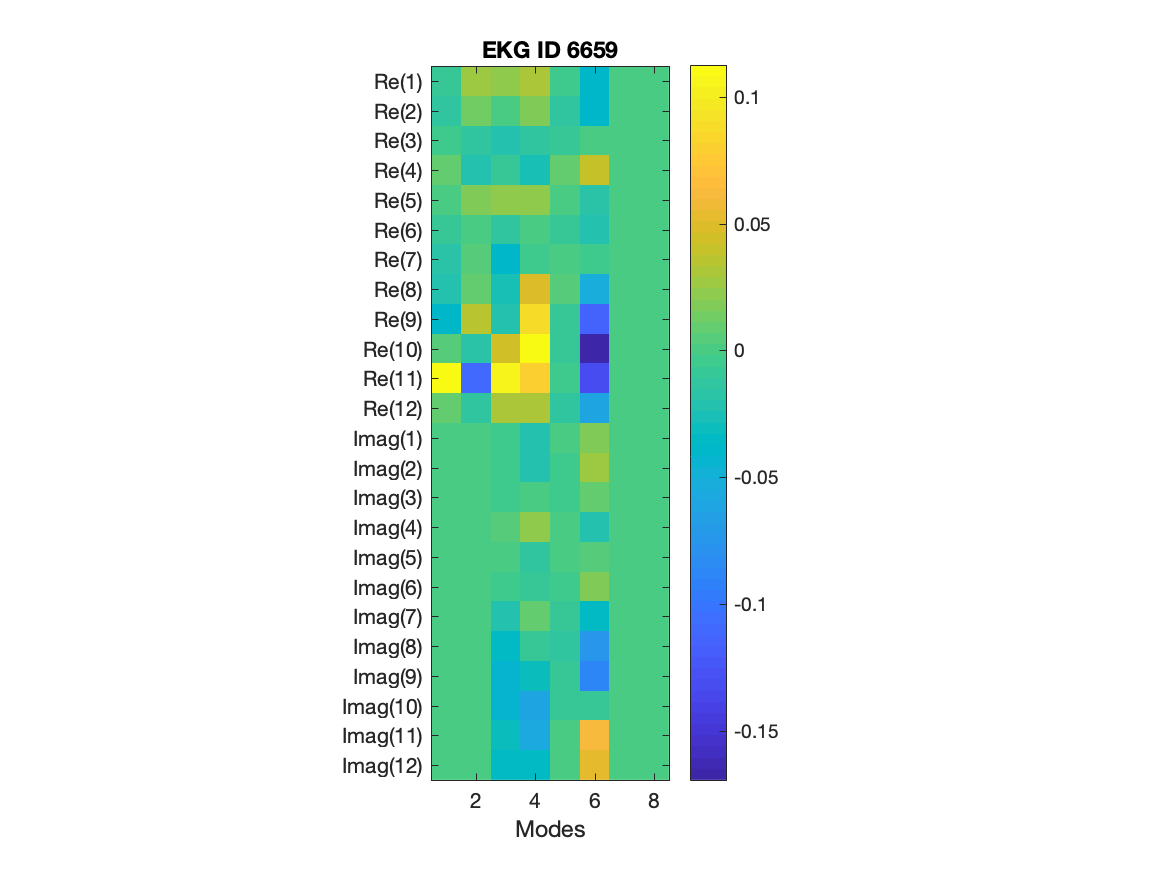 EKG ID 6659
Re(1)
Re(2)
Re(3)
Re(4)
Re(5)
Re(6)
Re(7)
Re(8)
Re(9)
Re(10)
Re(11)
Re(12)
Imag(1)
Imag(2)
Imag(3)
Imag(4)
Imag(5)
Imag(6)
Imag(7)
Imag(8)
Imag(9)
Imag(10)
Imag(11)
Imag(12)
2 4 6 8
Modes
0.1
0.05
0
-0.05
-0.1
-0.15